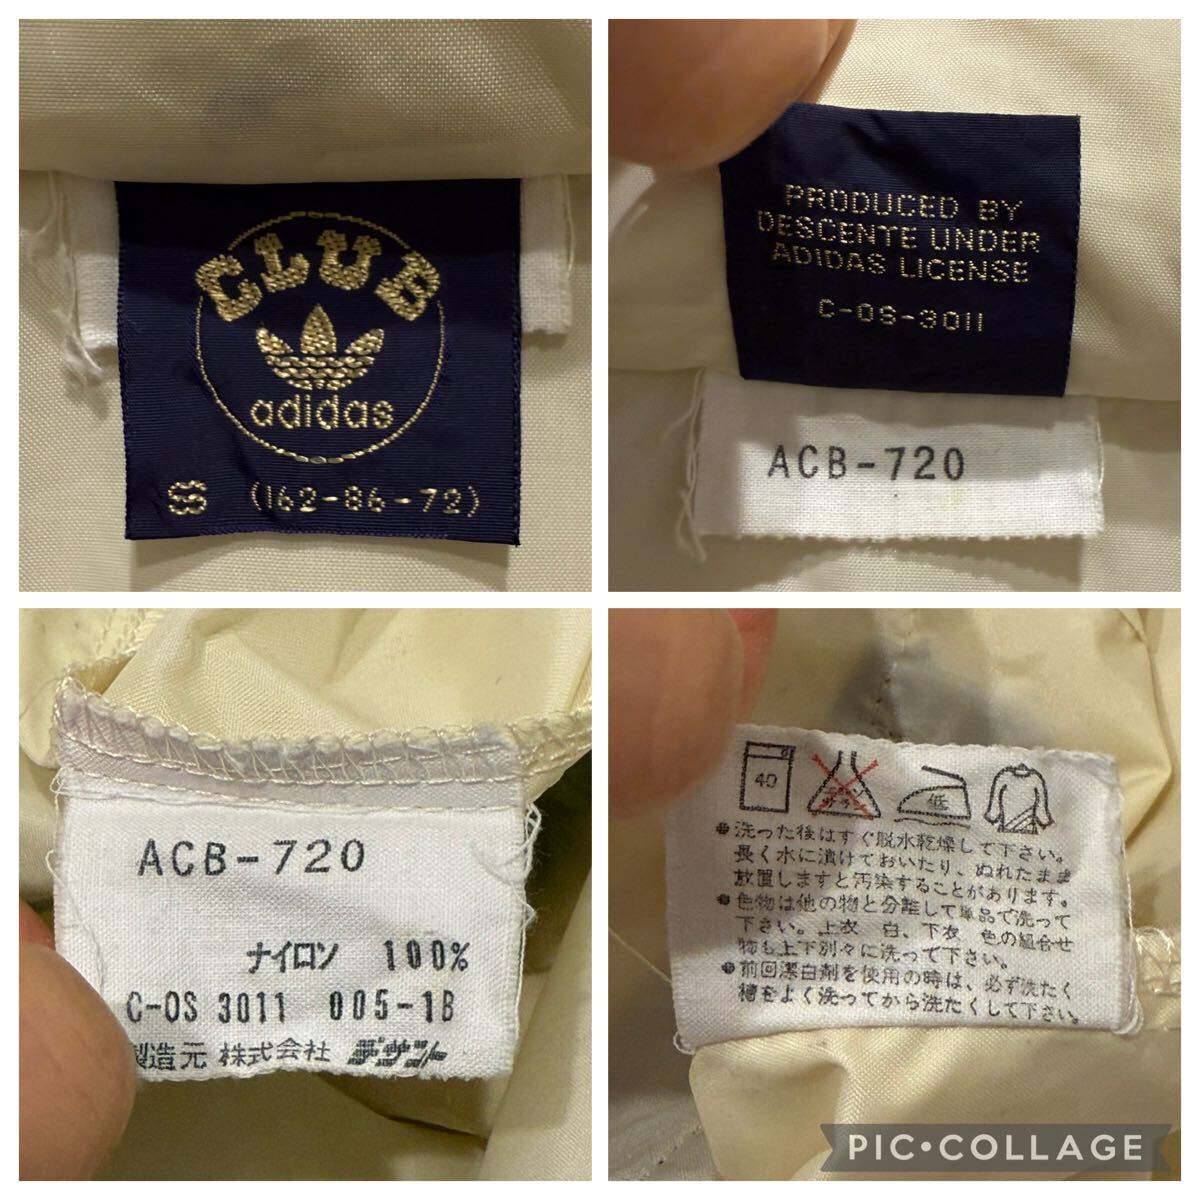 CLUB
adidas
S (162-86-72)
PRODUCED BY
DESCENTE UNDER
ADIDAS LICENSE
C-OS-3011
ACB-720
ACB-720
ナイロン 100%
C-OS 3011 005-1B
製造元 株式会社 デサント
40
低
●洗った後はすぐ脱水乾燥して下さい。
長く水に漬けておいたり、ぬれたまま
放置しますと汚染することがあります。
●色物は他の物と分離して単品で洗って
下さい。上衣 白、下衣 色の組合せ
物も上下別々に洗って下さい。
●前回漂白剤を使用の時は、必ず洗たく
槽をよく洗ってから洗たくして下さい。
PIC•COLLAGE